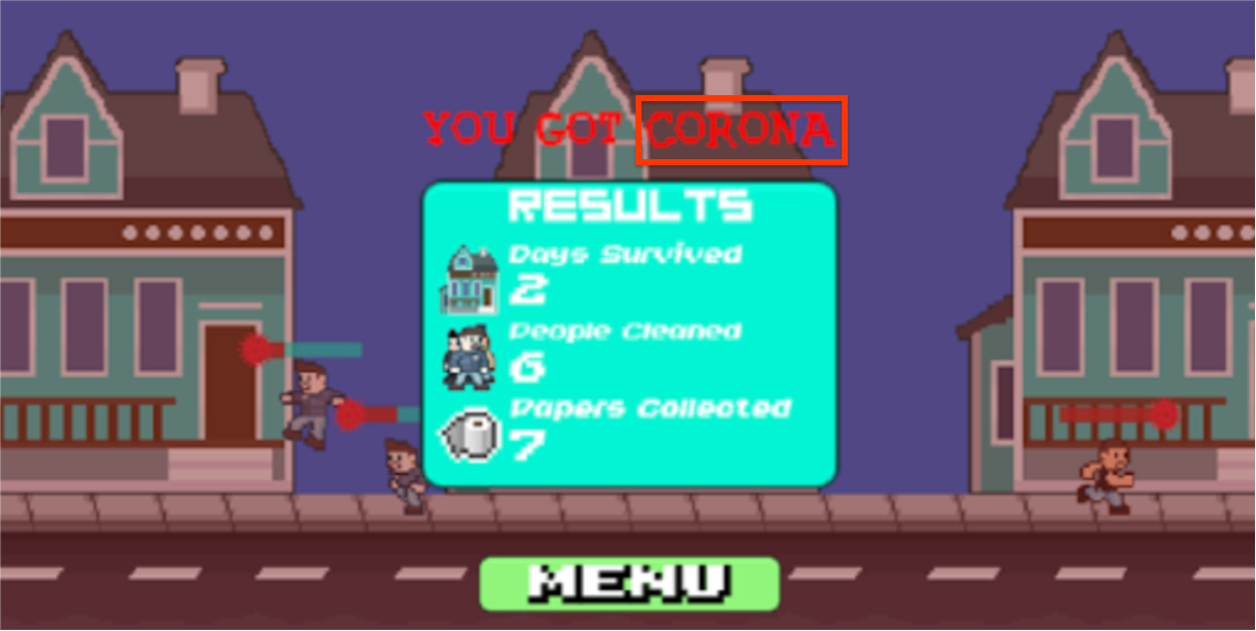 YOU GOT CORONA
RESULTS
Days Survived
2
People Cleaned
6
Papers Collected
7
MENU